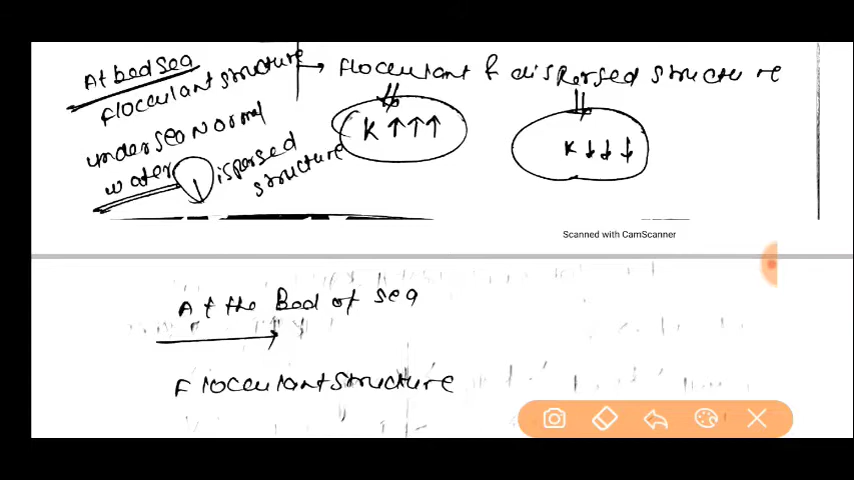 At bed sea
flocculant structure
under sea Normal
water Dispersed
structure
→ flocculant & dispersed structure
K ↑↑↑
K ↓↓↓
Scanned with CamScanner
At the Bed of sea
Flocculant structure